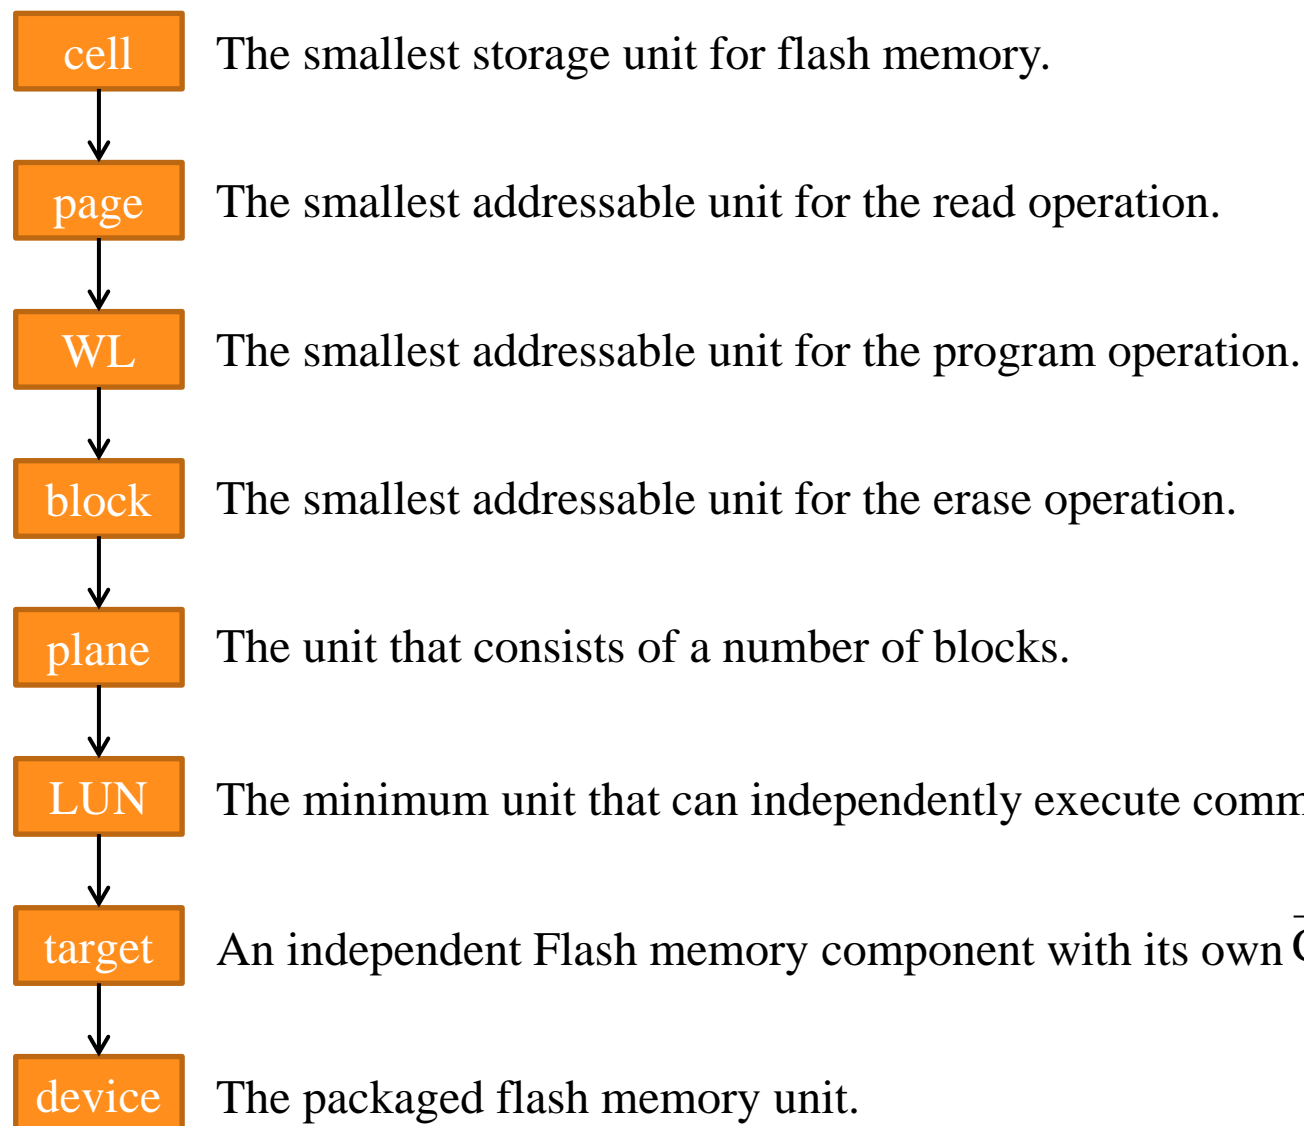 cell The smallest storage unit for flash memory.
page The smallest addressable unit for the read operation.
WL The smallest addressable unit for the program operation.
block The smallest addressable unit for the erase operation.
plane The unit that consists of a number of blocks.
LUN The minimum unit that can independently execute
target An independent Flash memory component with its own
device The packaged flash memory unit.